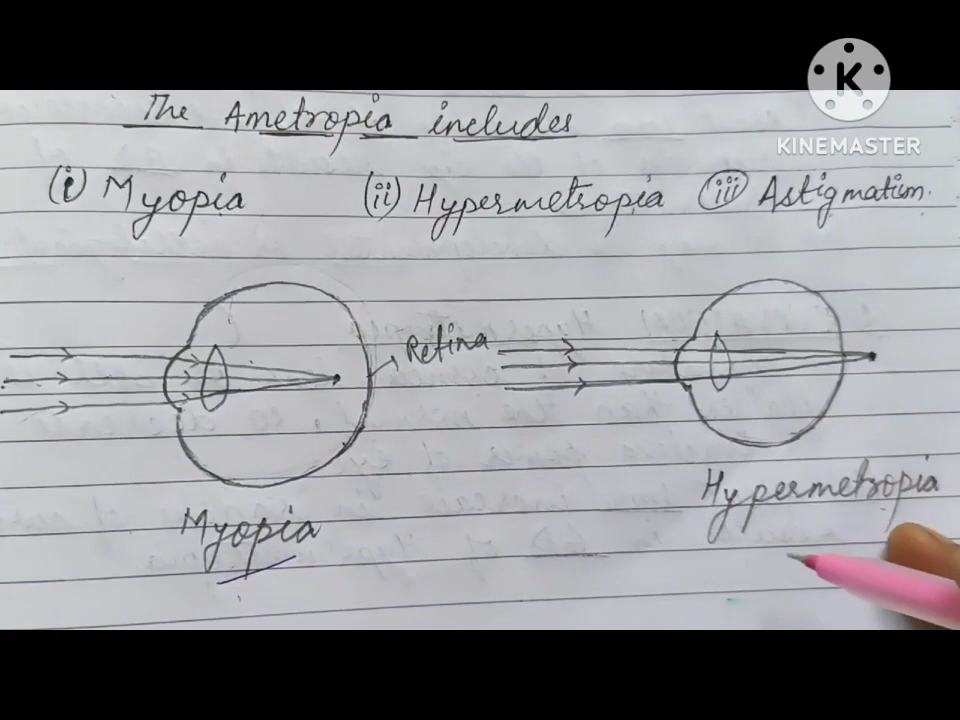 KINEMASTER
The Ametropia includes
(i) Myopia (ii) Hypermetropia (iii) Astigmatism.
Retina
Hypermetropia
Myopia